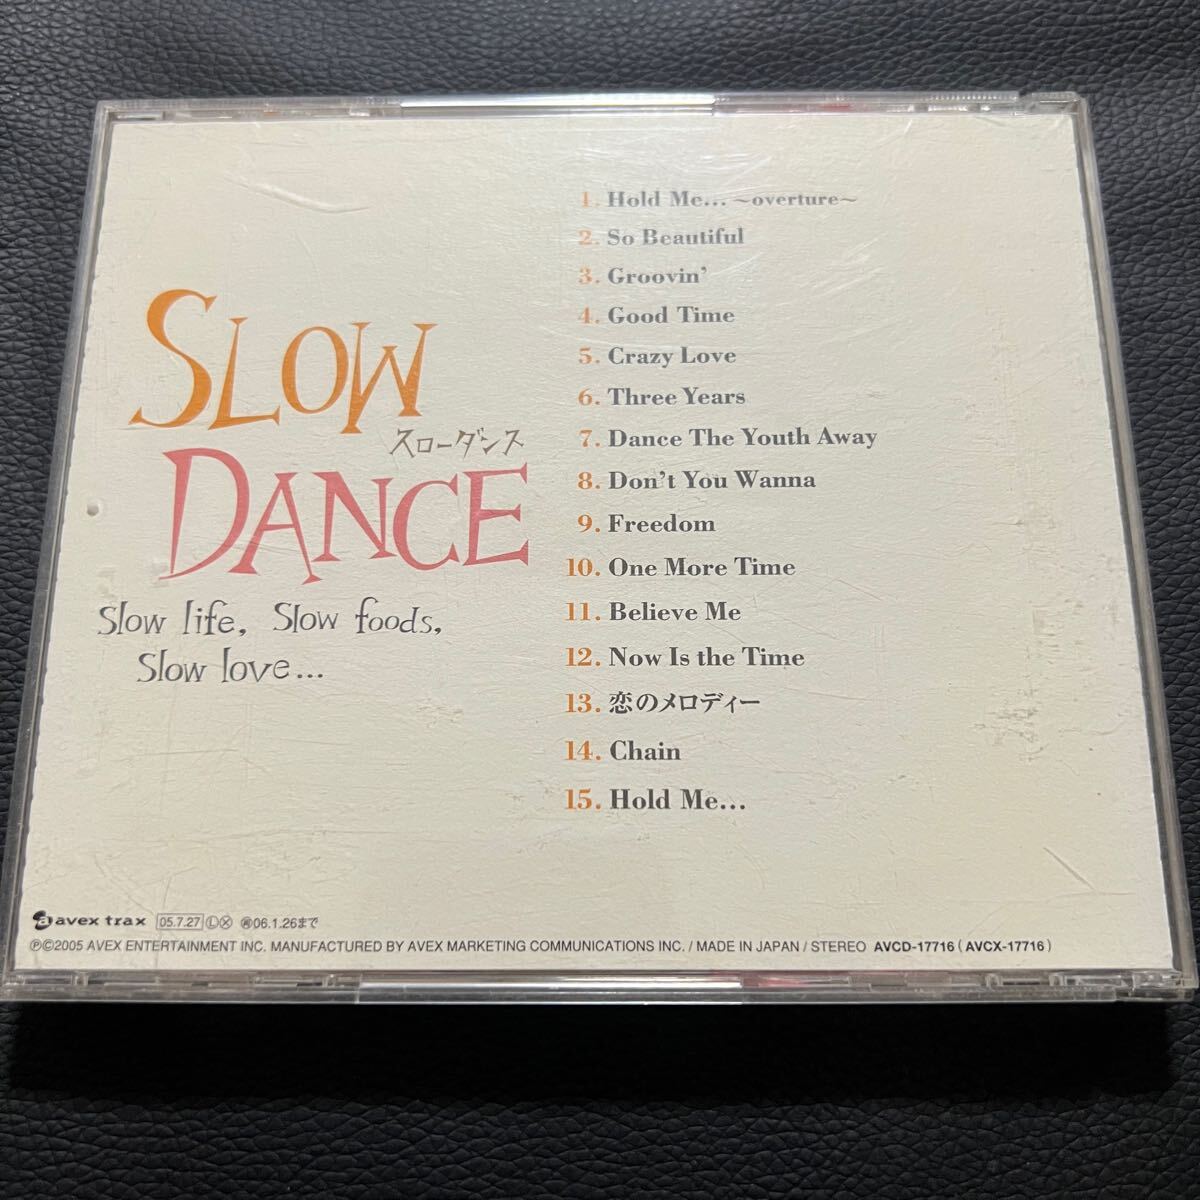 SLOW
スローダンス
DANCE
Slow life, Slow foods,
Slow love...
1. Hold Me... ~overture~
2. So Beautiful
3. Groovin'
4. Good Time
5. Crazy Love
6. Three Years
7. Dance The Youth Away
8. Don't You Wanna
9. Freedom
10. One More Time
11. Believe Me
12. Now Is the Time
13. 恋のメロディー
14. Chain
15. Hold Me...
avex trax 05.7.27 Ⓛ Ⓧ 06.1.26まで
℗©2005 AVEX ENTERTAINMENT INC. MANUFACTURED BY AVEX MARKETING COMMUNICATIONS INC. / MADE IN JAPAN / STEREO AVCD-17716 (AVCX-17716)